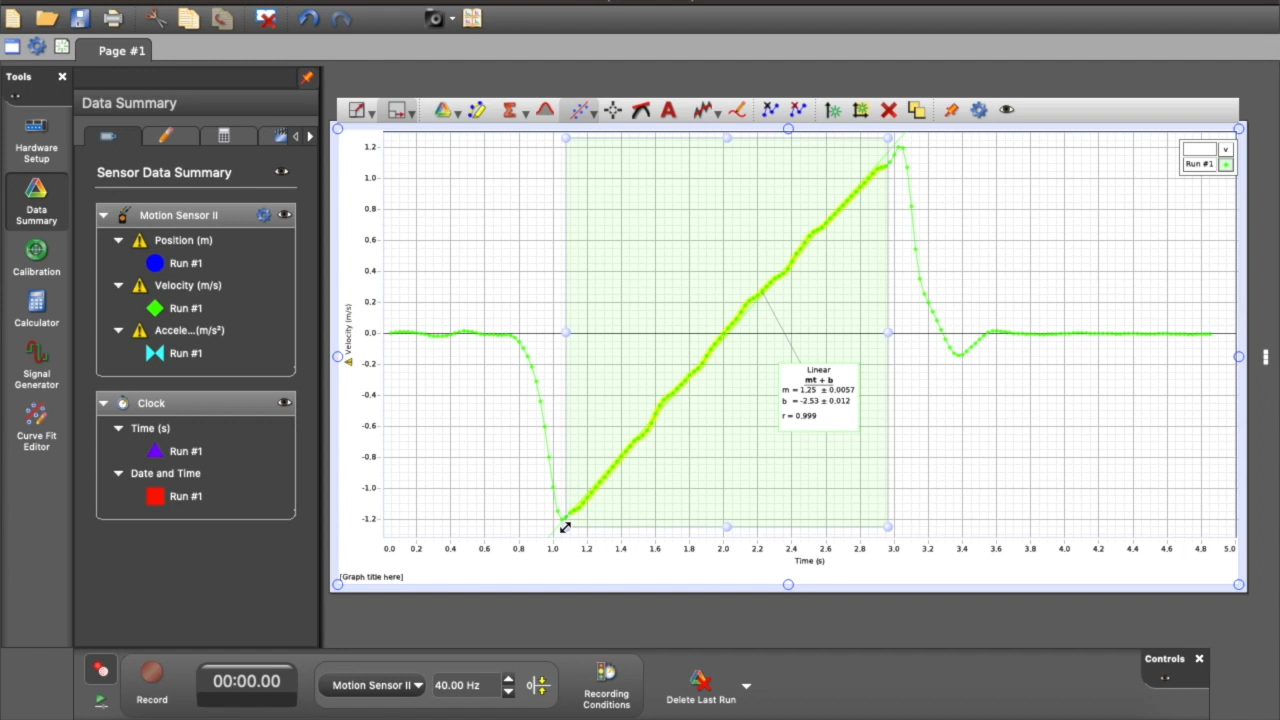 Page #1
Tools
Hardware
Setup
Data
Summary
Calibration
Calculator
Signal
Generator
Curve Fit
Editor
Data Summary
Sensor Data Summary
Motion Sensor II
Position (m)
Run #1
Velocity (m/s)
Run #1
Accele...(m/s²)
Run #1
Clock
Time (s)
Run #1
Date and Time
Run #1
v
Run #1
Velocity (m/s)
1.2
1.0
0.8
0.6
0.4
0.2
0.0
-0.2
-0.4
-0.6
-0.8
-1.0
-1.2
Linear
mt + b
m = 1.25 ± 0.0057
b = -2.53 ± 0.012
r = 0.999
0.0 0.2 0.4 0.6 0.8 1.0 1.2 1.4 1.6 1.8 2.0 2.2 2.4 2.6 2.8 3.0 3.2 3.4 3.6 3.8 4.0 4.2 4.4 4.6 4.8 5.0
Time (s)
[Graph title here]
Record
00:00.00
Motion Sensor II
40.00 Hz
0
Recording
Conditions
Delete Last Run
Controls